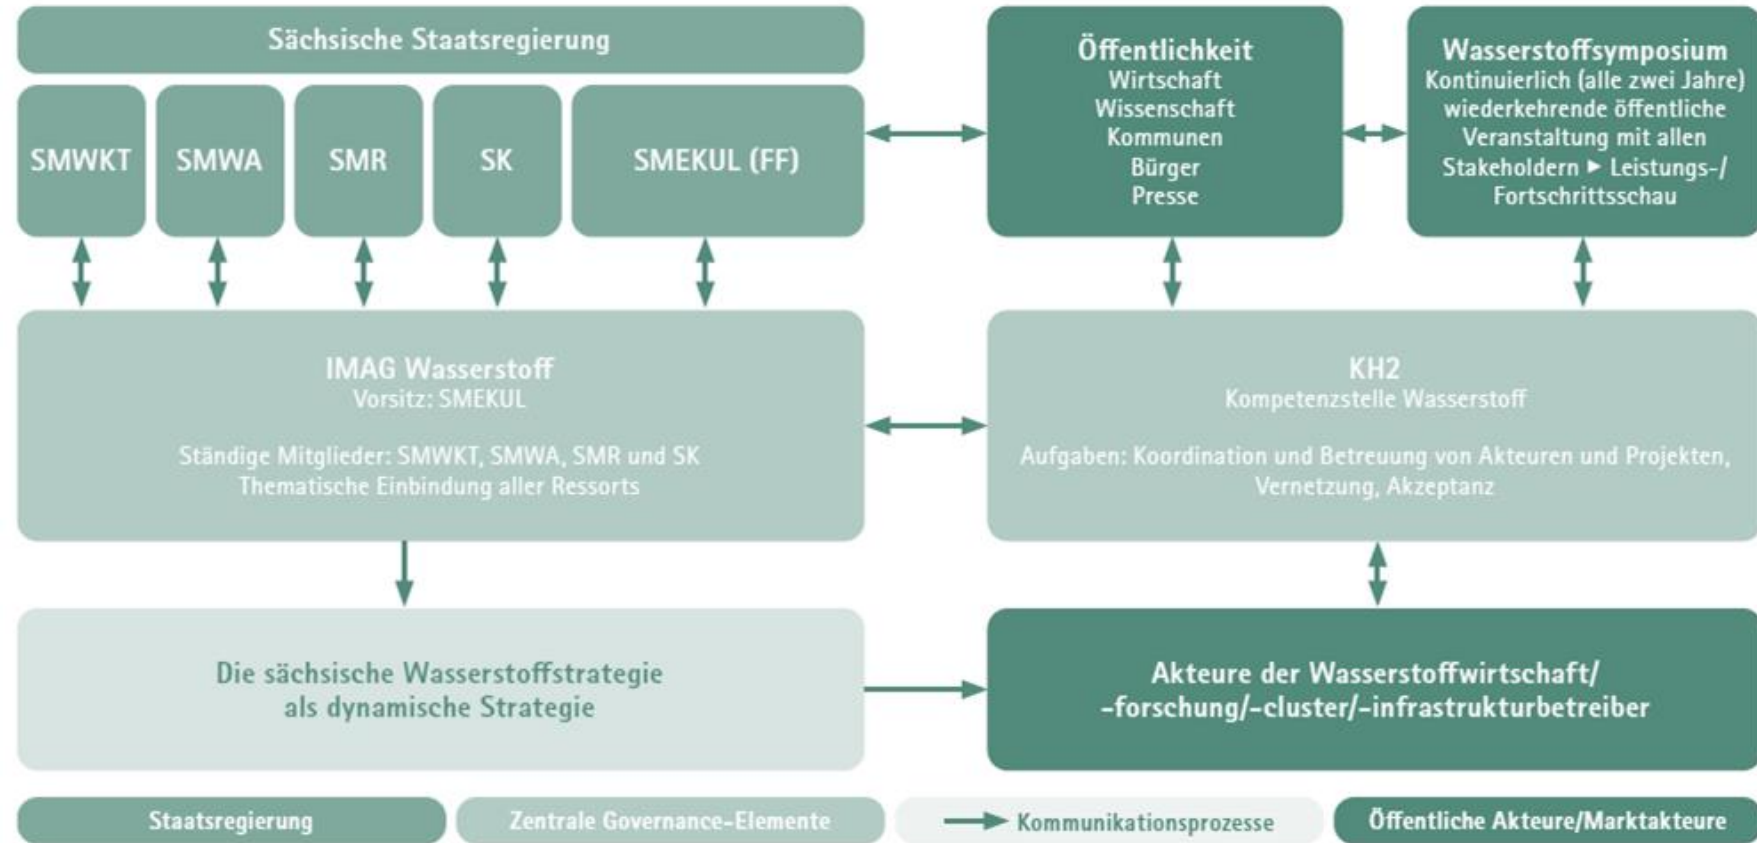 Sächsische Staatsregierung
SMWKT
SMWA
SMR
SK
SMEKUL (FF)
Öffentlichkeit
Wirtschaft
Wissenschaft
Kommunen
Bürger
Presse
Wasserstoffsymposium
Kontinuierlich (alle zwei Jahre)
wiederkehrende öffentliche
Veranstaltung mit allen
Stakeholdern ▶ Leistungs-/
Fortschrittsschau
IMAG Wasserstoff
Vorsitz: SMEKUL
Ständige Mitglieder: SMWKT, SMWA, SMR und SK
Thematische Einbindung aller Ressorts
KH2
Kompetenzstelle Wasserstoff
Aufgaben: Koordination und Betreuung von Akteuren und Projekten,
Vernetzung, Akzeptanz
Die sächsische Wasserstoffstrategie
als dynamische Strategie
Akteure der Wasserstoffwirtschaft/
-forschung/-cluster/-infrastrukturbetreiber
Staatsregierung
Zentrale Governance-Elemente
Kommunikationsprozesse
Öffentliche Akteure/Marktakteure